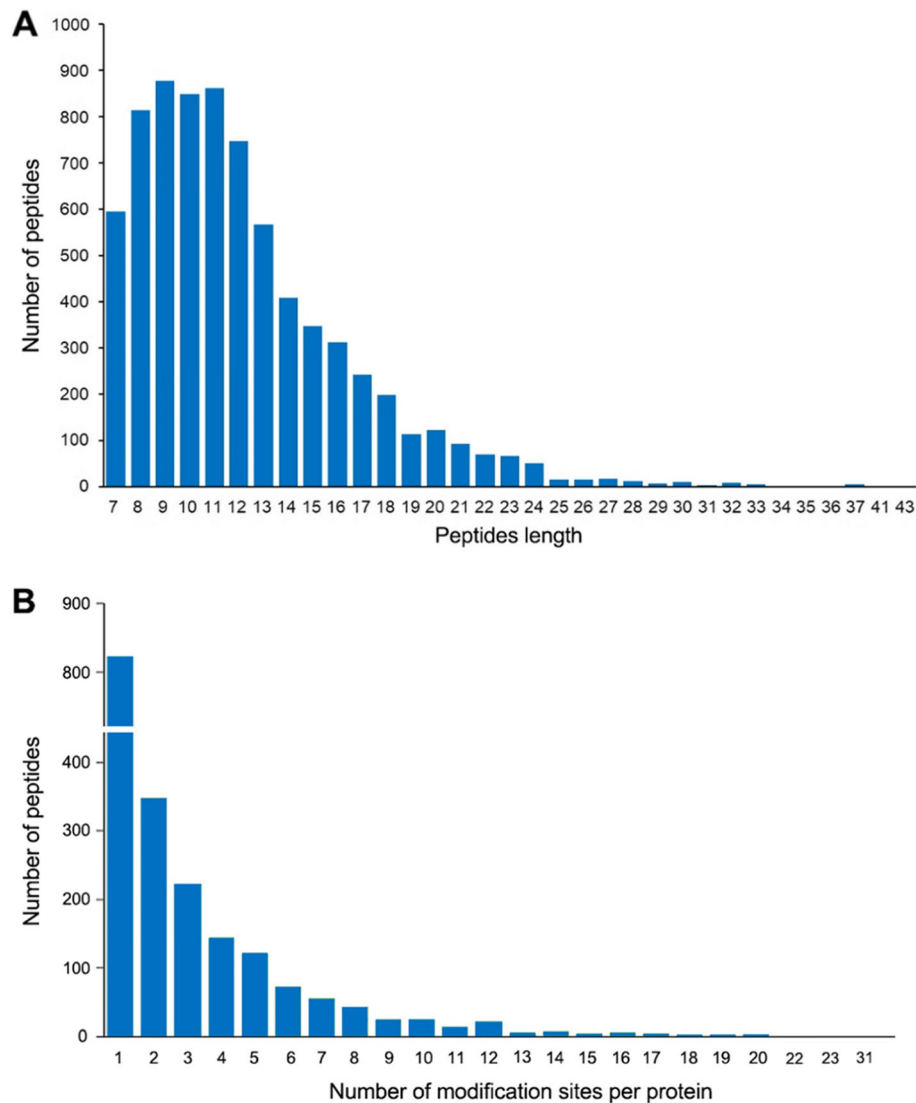 A
1000
900
800
700
600
500
400
300
200
100
0
Number of peptides
7 8 9 10 11 12 13 14 15 16 17 18 19 20 21 22 23 24 25 26 27 28 29 30 31 32 33 34 35 36 37 41 43
Peptides length
B
900
800
400
300
200
100
0
Number of peptides
1 2 3 4 5 6 7 8 9 10 11 12 13 14 15 16 17 18 19 20 22 23 31
Number of modification sites per protein